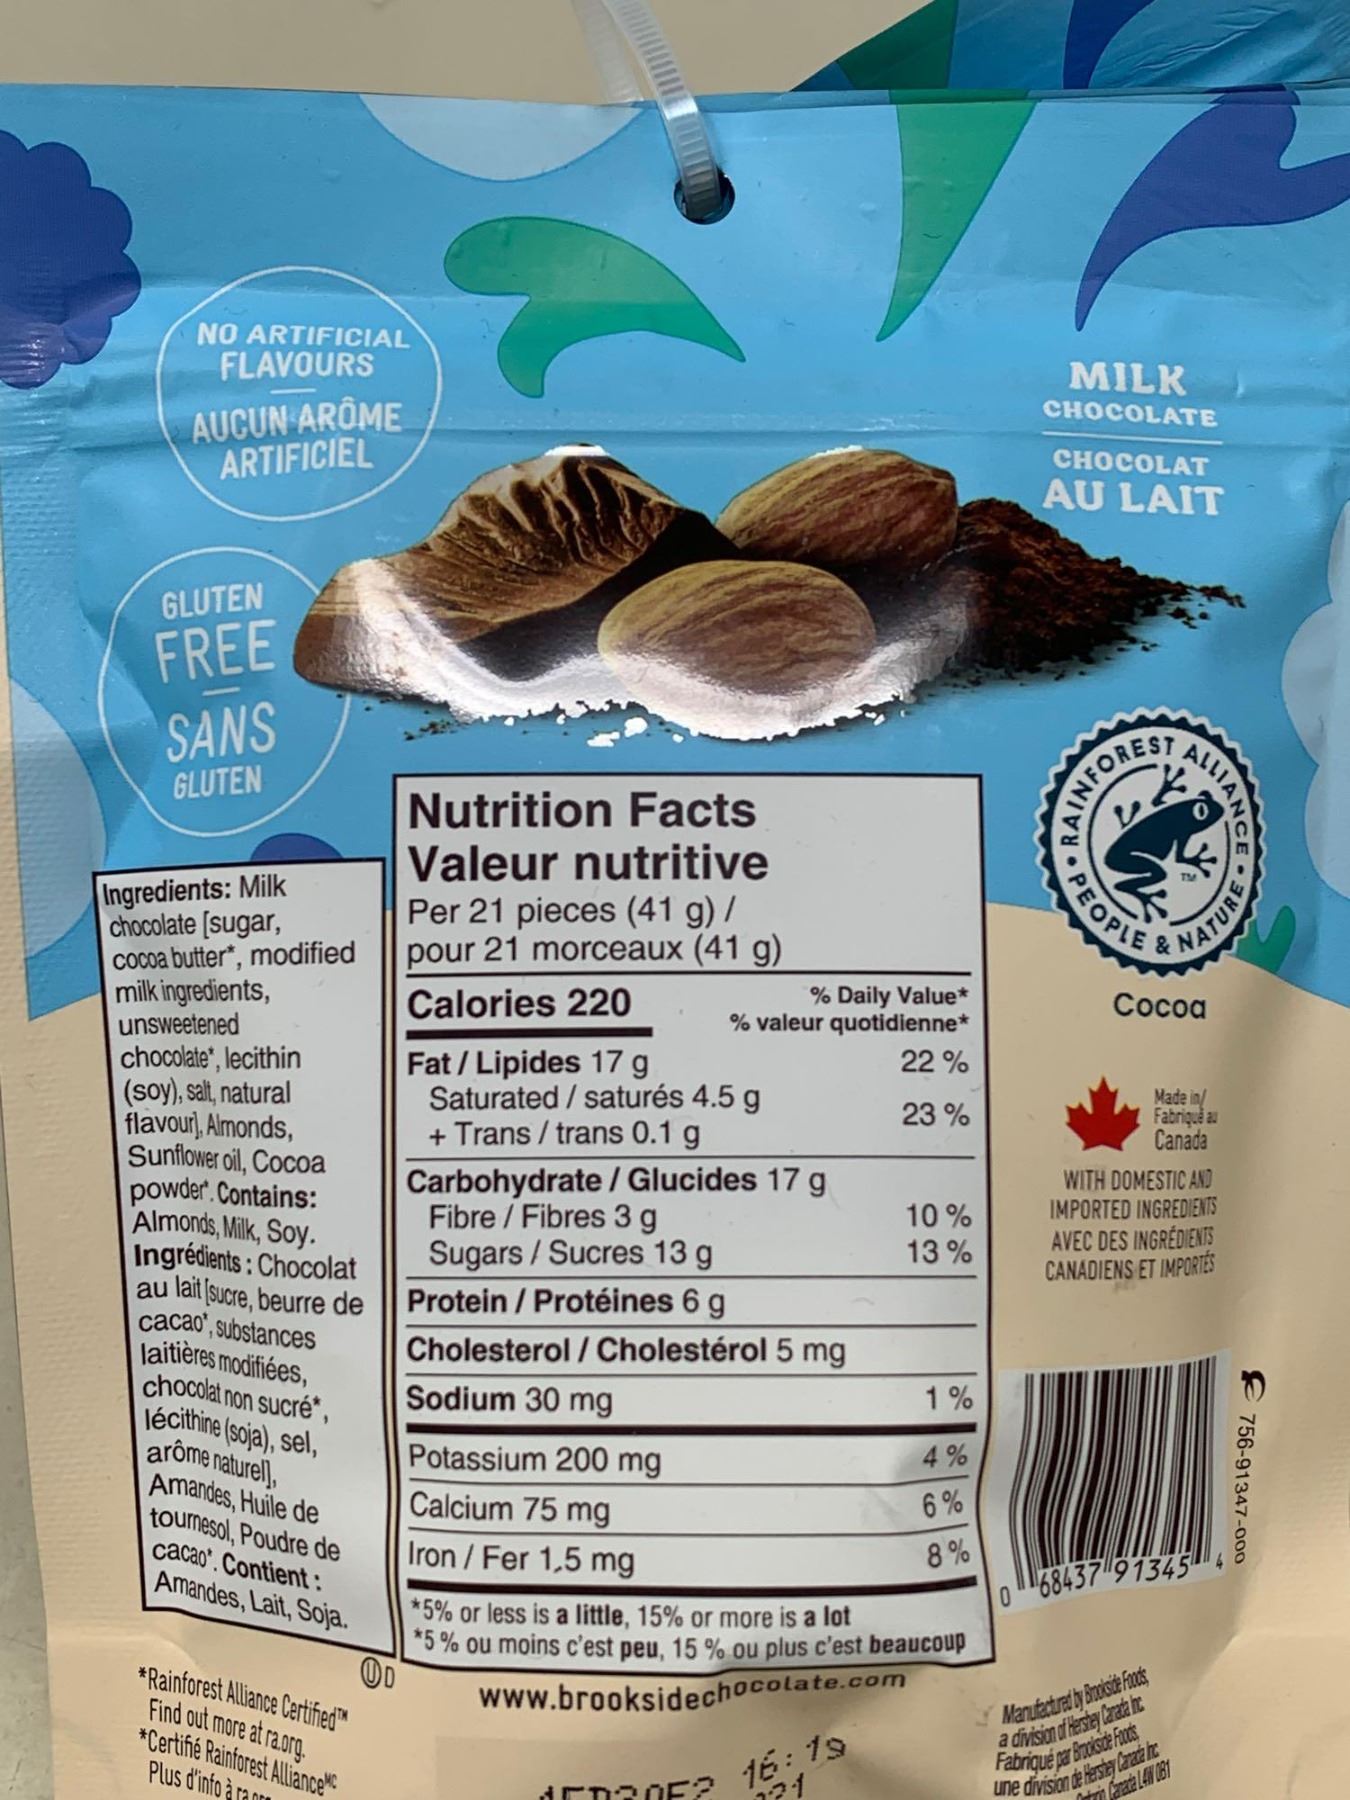 NO ARTIFICIAL
FLAVOURS
AUCUN ARÔME
ARTIFICIEL
MILK
CHOCOLATE
CHOCOLAT
AU LAIT
GLUTEN
FREE
SANS
GLUTEN
RAINFOREST ALLIANCE • PEOPLE & NATURE •
TM
Cocoa
Made in/
Fabriqué au
Canada
WITH DOMESTIC AND
IMPORTED INGREDIENTS
AVEC DES INGRÉDIENTS
CANADIENS ET IMPORTÉS
Ingredients: Milk
chocolate [sugar,
cocoa butter*, modified
milk ingredients,
unsweetened
chocolate*, lecithin
(soy), salt, natural
flavour], Almonds,
Sunflower oil, Cocoa
powder*. Contains:
Almonds, Milk, Soy.
Ingrédients : Chocolat
au lait [sucre, beurre de
cacao*, substances
laitières modifiées,
chocolat non sucré*,
lécithine (soja), sel,
arôme naturel],
Amandes, Huile de
tournesol, Poudre de
cacao*. Contient :
Amandes, Lait, Soja.
Nutrition Facts
Valeur nutritive
Per 21 pieces (41 g) /
pour 21 morceaux (41 g)
Calories 220
% Daily Value*
% valeur quotidienne*
Fat / Lipides 17 g 22 %
Saturated / saturés 4.5 g
+ Trans / trans 0.1 g 23 %
Carbohydrate / Glucides 17 g
Fibre / Fibres 3 g 10 %
Sugars / Sucres 13 g 13 %
Protein / Protéines 6 g
Cholesterol / Cholestérol 5 mg
Sodium 30 mg 1 %
Potassium 200 mg 4 %
Calcium 75 mg 6 %
Iron / Fer 1.5 mg 8 %
*5% or less is a little, 15% or more is a lot
*5 % ou moins c'est peu, 15 % ou plus c'est beaucoup
756-91347-000
0 68437 91345 4
U D
*Rainforest Alliance Certified™
Find out more at ra.org.
*Certifié Rainforest Alliance MC
Plus d'info à
www.brooksidechocolate.com
16:19
Manufactured by Brookside Foods,
a division of Hershey Canada Inc.
Fabriqué par Brookside Foods,
une division de Hershey Canada Inc.
Canada L4W 0B1